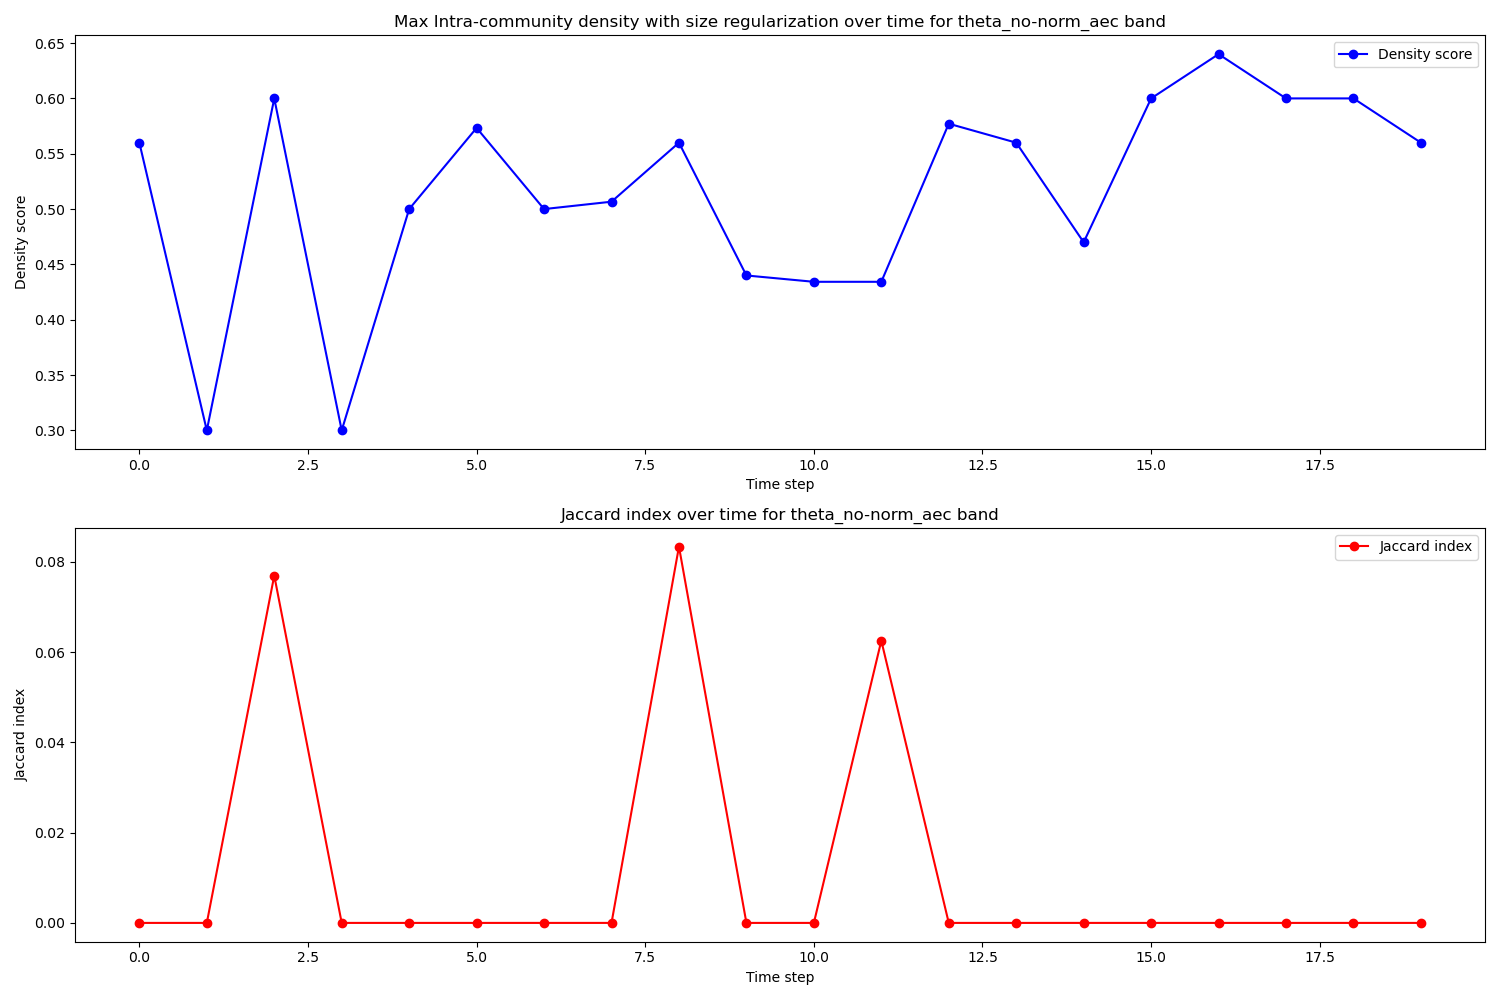 Max Intra-community density with size regularization over time for theta_no-norm_aec band
Density score
0.65
0.60
0.55
0.50
0.45
0.40
0.35
0.30
Density score
0.0 2.5 5.0 7.5 10.0 12.5 15.0 17.5
Time step
Jaccard index over time for theta_no-norm_aec band
Jaccard index
0.08
0.06
0.04
0.02
0.00
Jaccard index
0.0 2.5 5.0 7.5 10.0 12.5 15.0 17.5
Time step